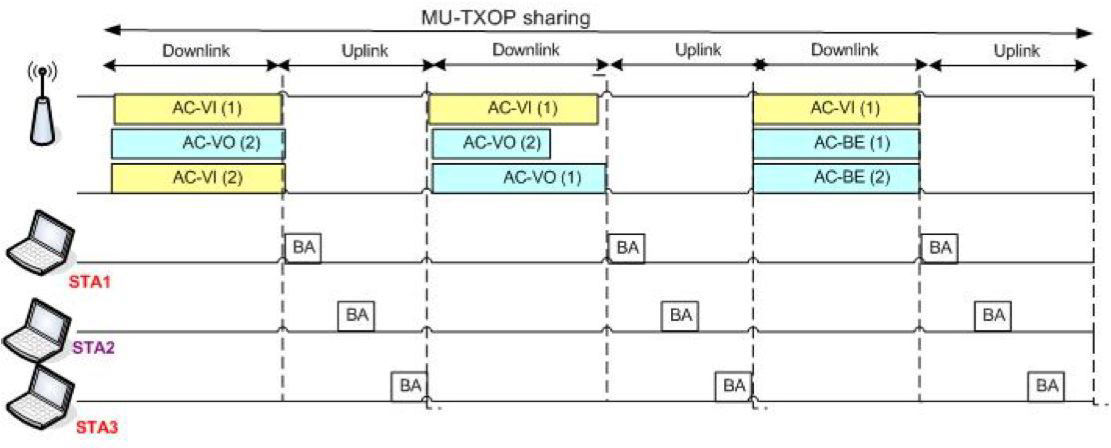 MU-TXOP sharing
Downlink Uplink Downlink Uplink Downlink Uplink
AC-VI (1) AC-VI (1) AC-VI (1)
AC-VO (2) AC-VO (2) AC-BE (1)
AC-VI (2) AC-VO (1) AC-BE (2)
BA BA BA
STA1
BA BA BA
STA2
BA BA BA
STA3